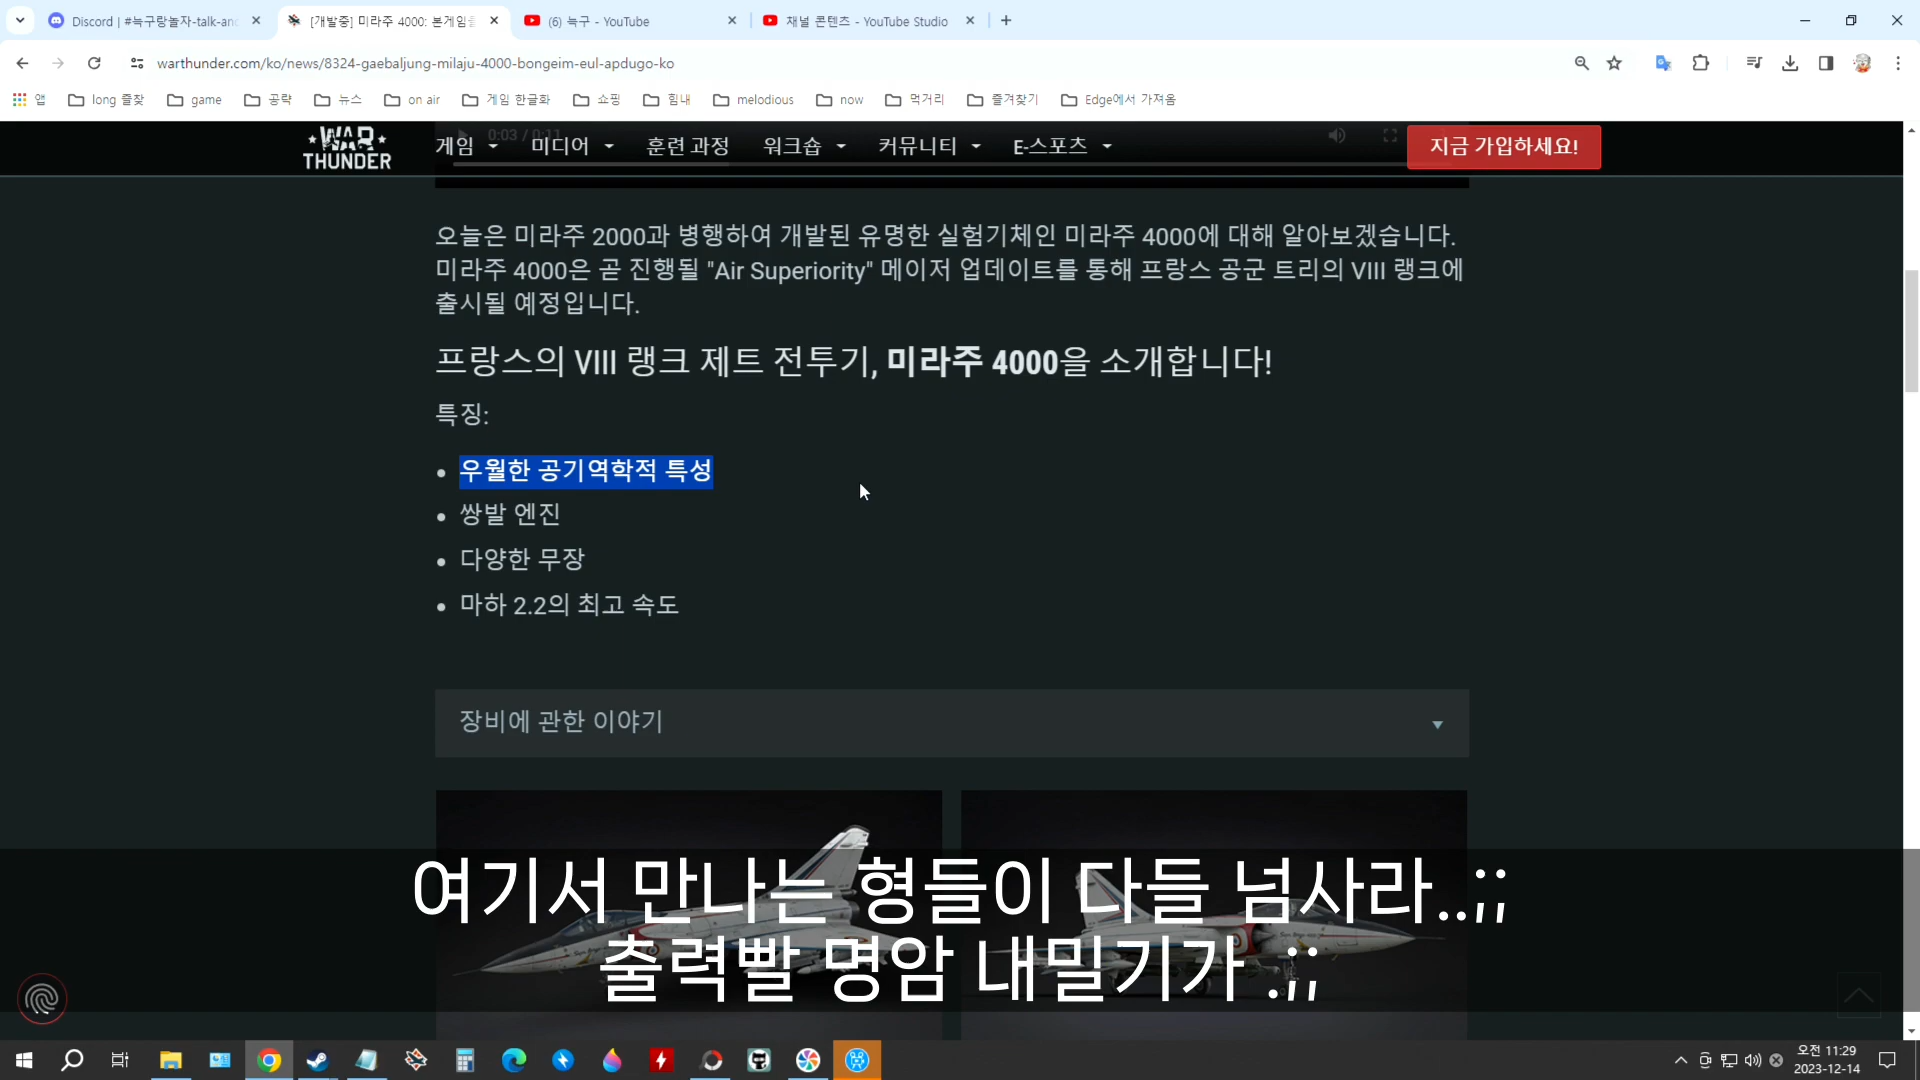 Discord | #녹구랑놀자-talk-and
[개발중] 미라주 4000: 본게임을
(6) 녹구 - YouTube
채널 콘텐츠 - YouTube Studio
warthunder.com/ko/news/8324-gaebaljung-milaju-4000-bongeim-eul-apdugo-ko
앱 long 즐찾 game 공략 뉴스 on air 게임 한글화 쇼핑 힘내 melodious now 먹거리 즐겨찾기 Edge에서 가져옴
0:03 / 0:11
WAR THUNDER 게임 미디어 훈련 과정 워크숍 커뮤니티 E-스포츠 지금 가입하세요!
오늘은 미라주 2000과 병행하여 개발된 유명한 실험기체인 미라주 4000에 대해 알아보겠습니다.
미라주 4000은 곧 진행될 "Air Superiority" 메이저 업데이트를 통해 프랑스 공군 트리의 VIII 랭크에
출시될 예정입니다.
프랑스의 VIII 랭크 제트 전투기, 미라주 4000을 소개합니다!
특징:
우월한 공기역학적 특성
쌍발 엔진
다양한 무장
마하 2.2의 최고 속도
장비에 관한 이야기
여기서 만나는 형들이 다들 넘사라..;;
출력빨 명암 내밀기가 .;;
오전 11:29
2023-12-14